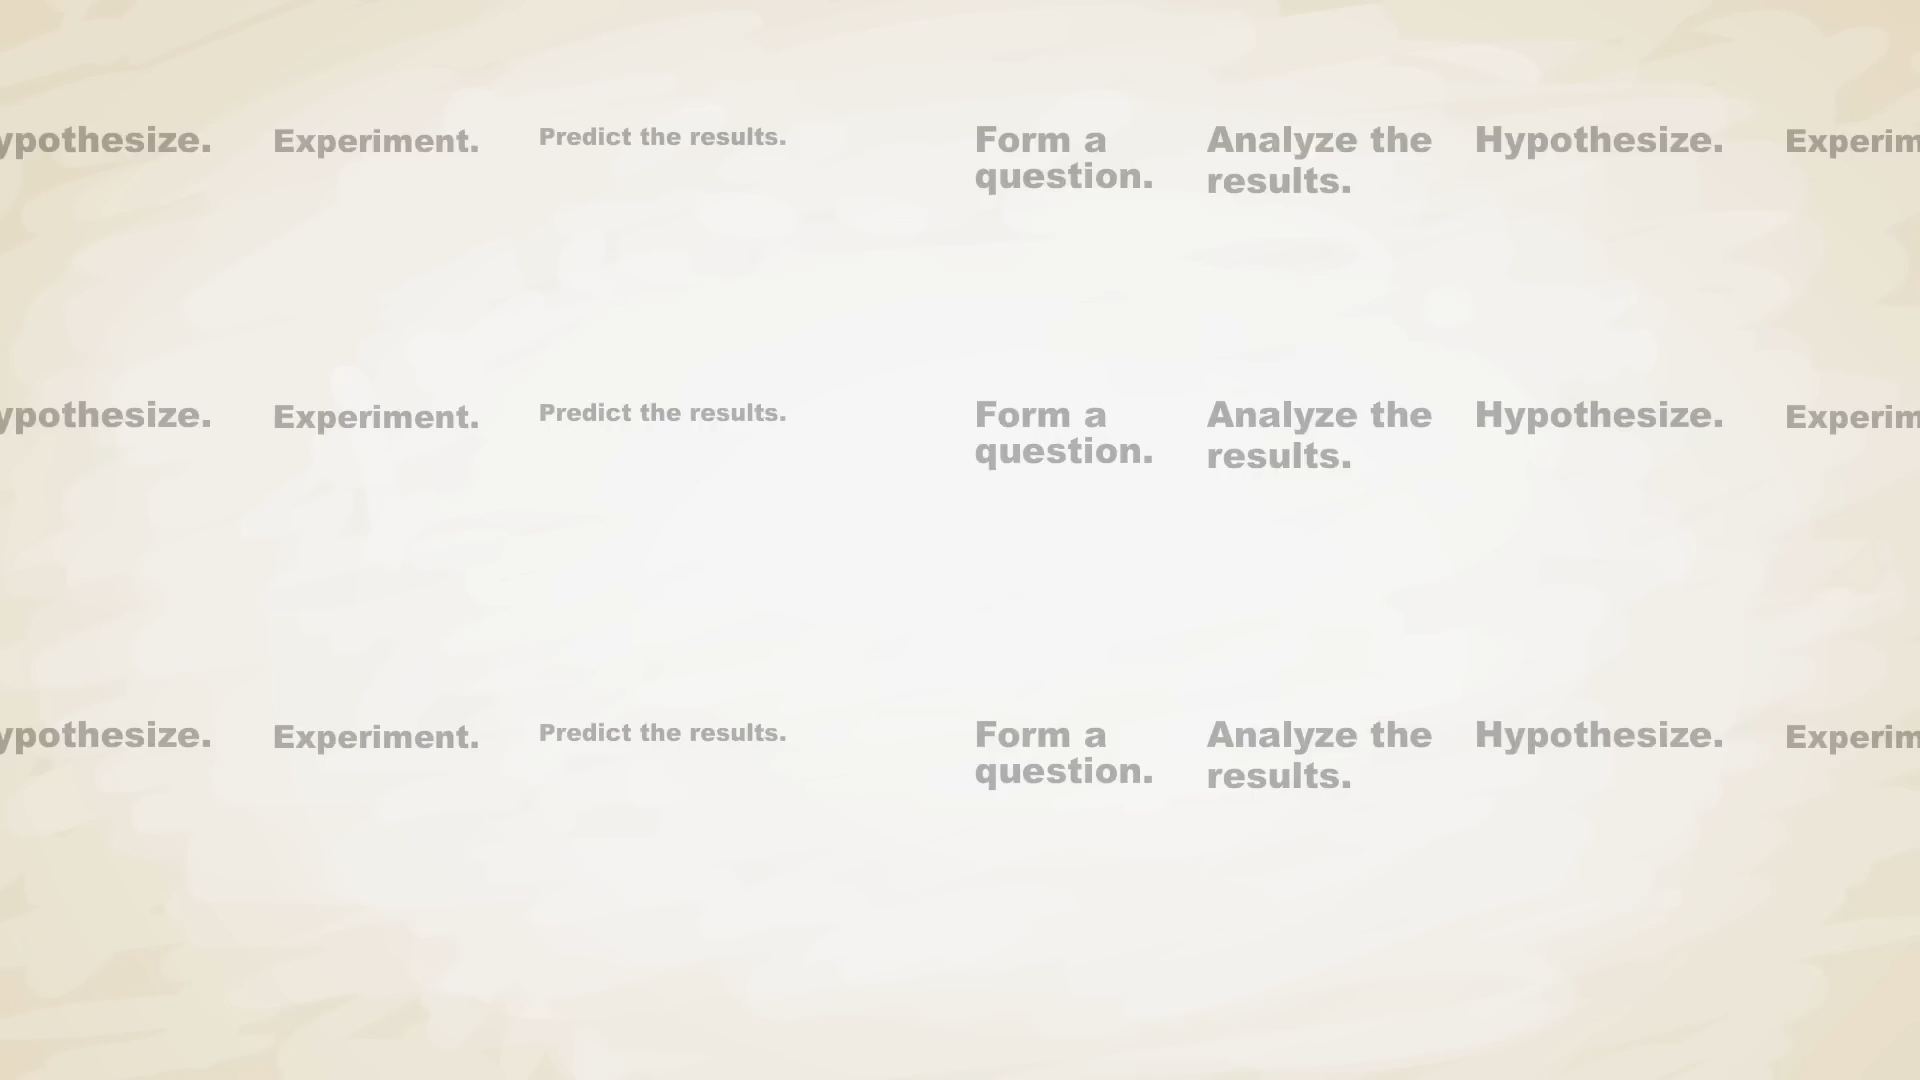 ypothesize. Experiment. Predict the results. Form a question. Analyze the results. Hypothesize. Experim
ypothesize. Experiment. Predict the results. Form a question. Analyze the results. Hypothesize. Experim
ypothesize. Experiment. Predict the results. Form a question. Analyze the results. Hypothesize. Experim